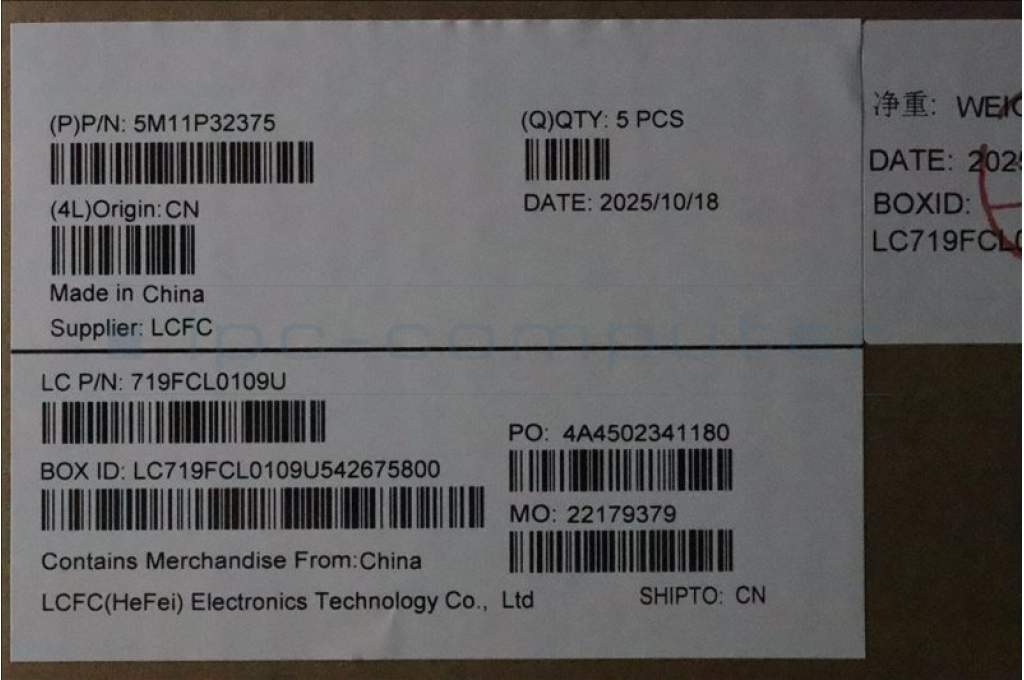 (P)P/N: 5M11P32375
(Q)QTY: 5 PCS
DATE: 2025/10/18
(4L)Origin:CN
Made in China
Supplier: LCFC
LC P/N: 719FCL0109U
BOX ID: LC719FCL0109U542675800
PO: 4A4502341180
MO: 22179379
Contains Merchandise From:China
LCFC(HeFei) Electronics Technology Co., Ltd
SHIPTO: CN
净重:
DATE:
BOXID:
ipc-computer